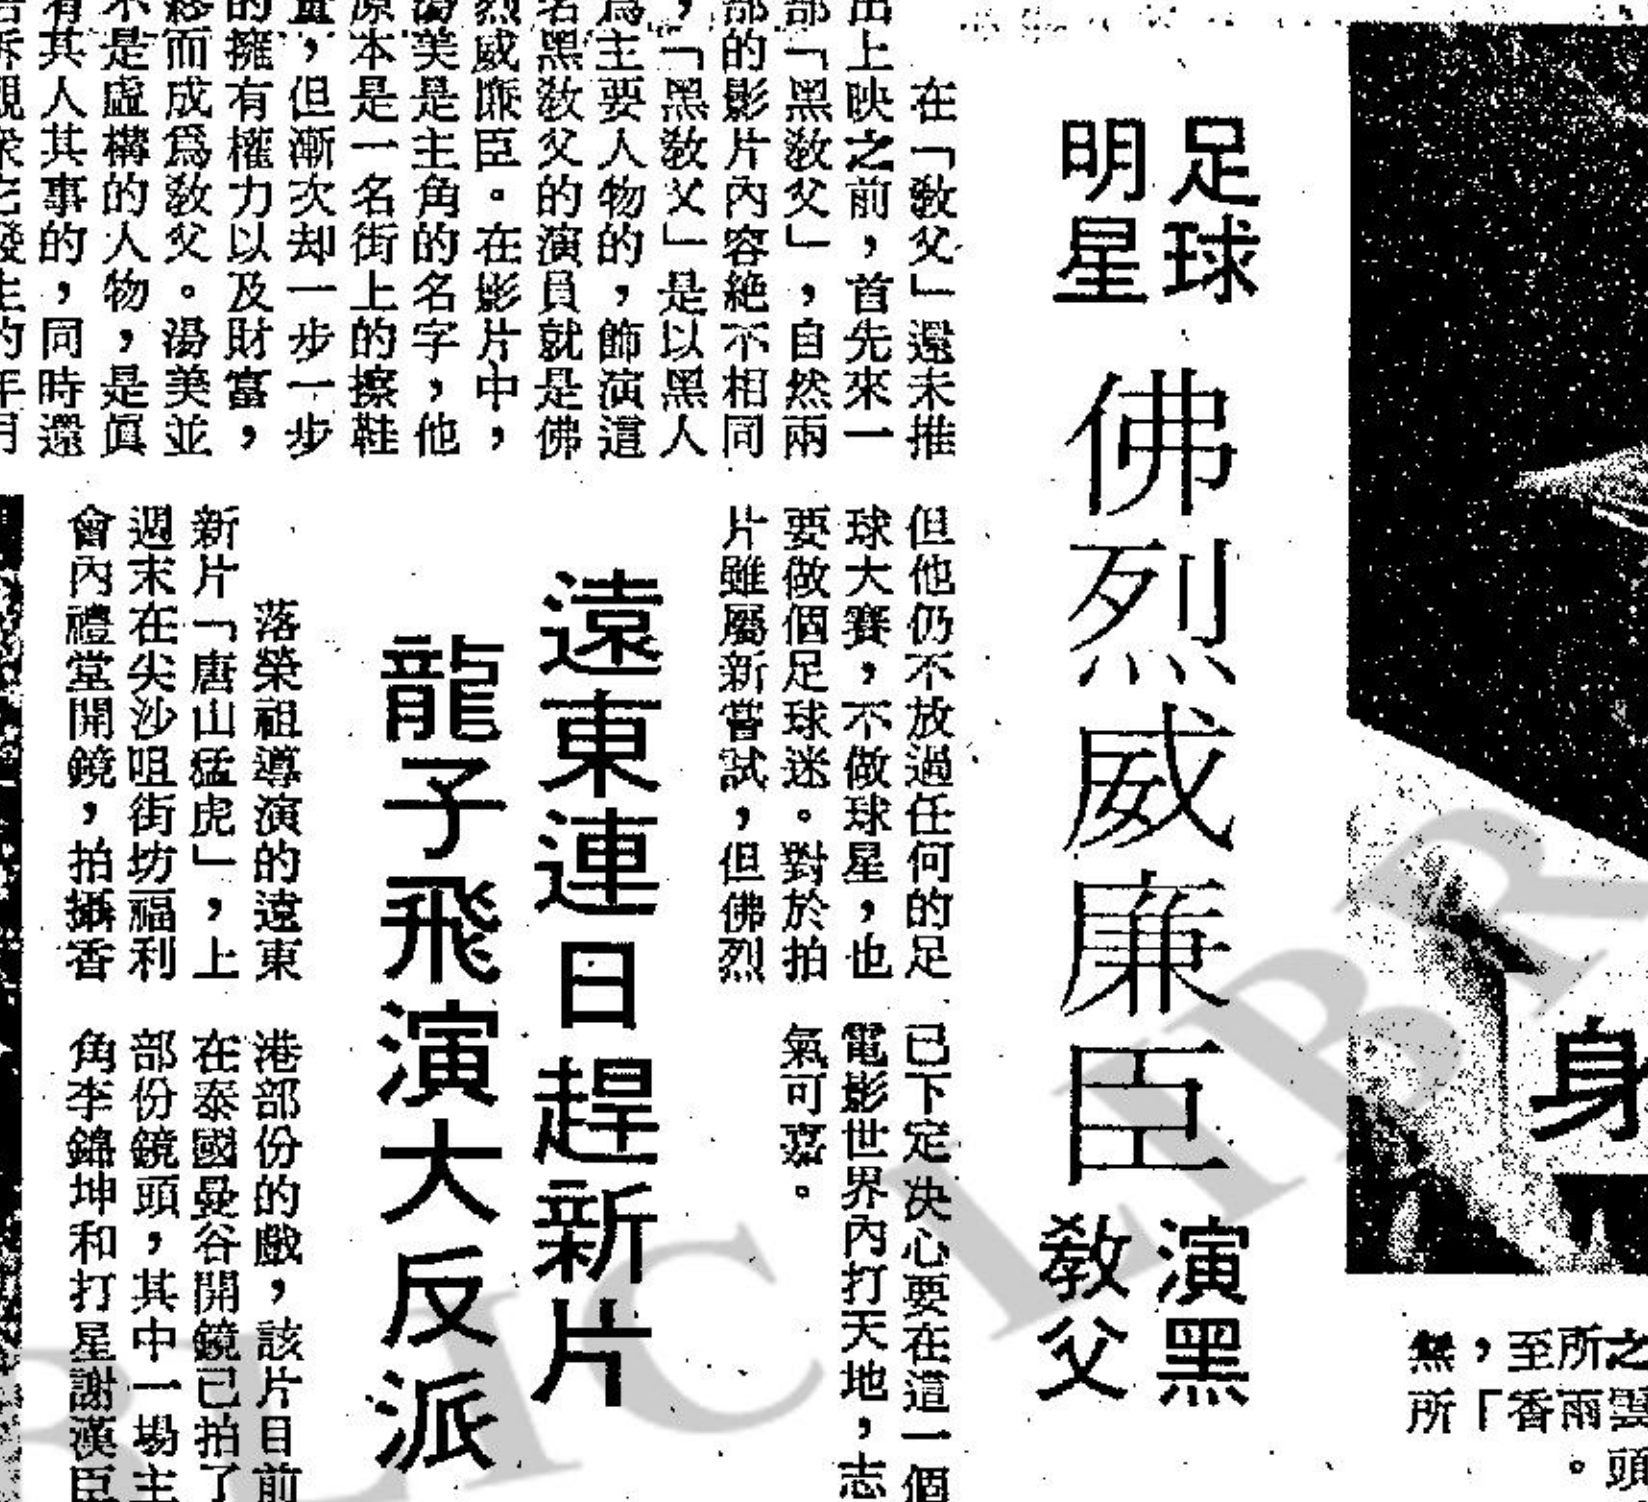 足球
明星
佛烈威廉臣
演黑
教父
在「教父」還未推
出上映之前，首先來一
部「黑教父」，自然兩
部的影片內容絕不相同
，「黑教父」是以黑人
爲主要人物的，飾演這
名黑教父的演員就是佛
烈威廉臣。在影片中，
湯美是主角的名字，他
原本是一名街上的擦鞋
童，但漸次却一步一步
的擁有權力以及財富，
而成爲教父。湯美並
不是虛構的人物，是眞
有其人其事的，同時還
但他仍不放過任何的足
球大賽，不做球星，也
要做個足球迷。對於拍
片雖屬新嘗試，但佛烈
已下定决心要在這一個
電影世界內打天地，志
氣可嘉。
遠東連日趕新片
龍子飛演大反派
落榮祖導演的遠東
新片「唐山猛虎」，上
週末在尖沙咀街坊福利
會內禮堂開鏡，拍攝香
港部份的戲，該片目前
在泰國曼谷開鏡已拍了
部份鏡頭，其中一場主
角李錦坤和打星謝漢臣
身
之所至，無
雲雨香「所
頭。
PUBLIC LIBR